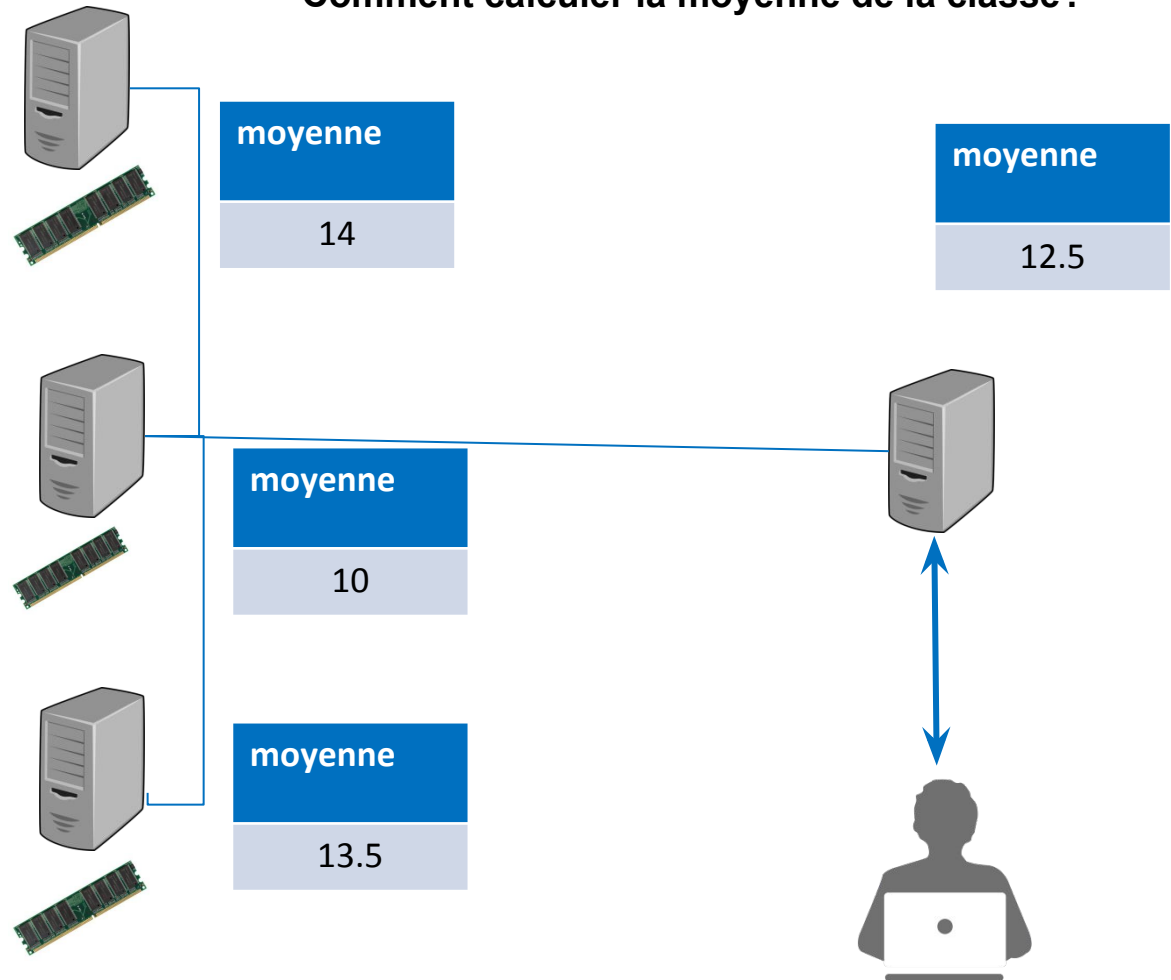 Comment calculer la moyenne de la classe?
moyenne
14
moyenne
12.5
moyenne
10
moyenne
13.5